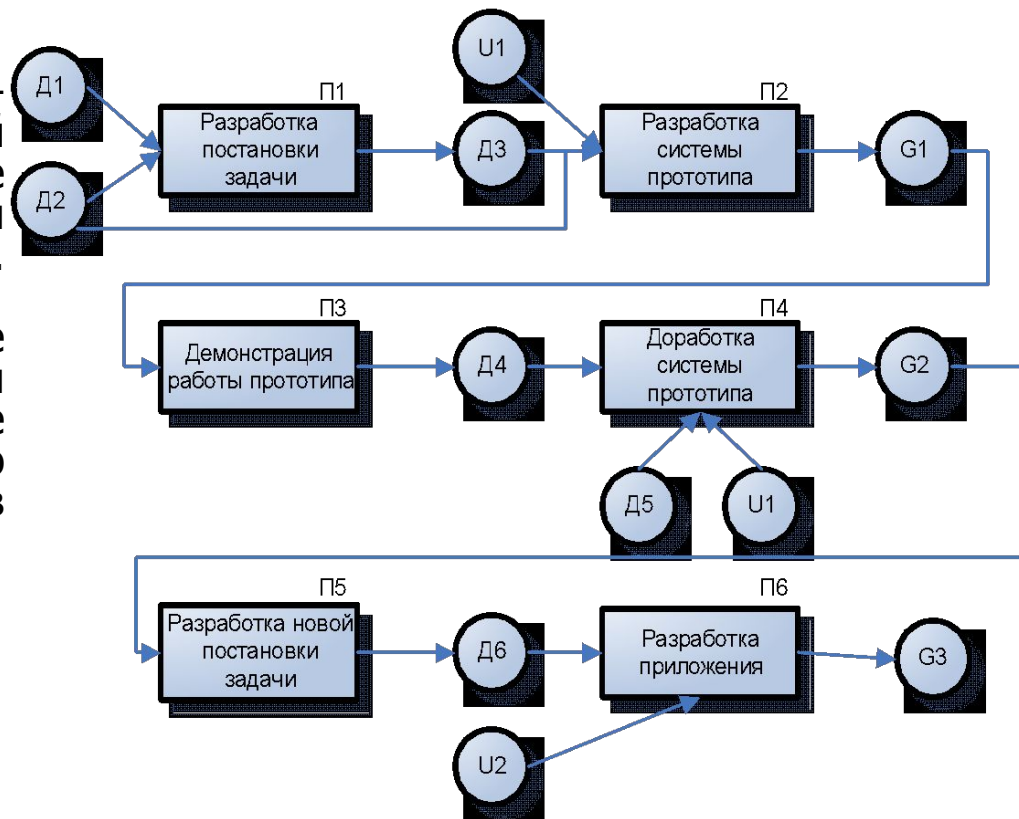 Д1
U1
П1
П2
Разработка
постановки
задачи
Д3
Разработка
системы
прототипа
G1
Д2
П3
П4
Демонстрация
работы прототипа
Д4
Доработка
системы
прототипа
G2
Д5
U1
П5
П6
Разработка новой
постановки
задачи
Д6
Разработка
приложения
G3
U2